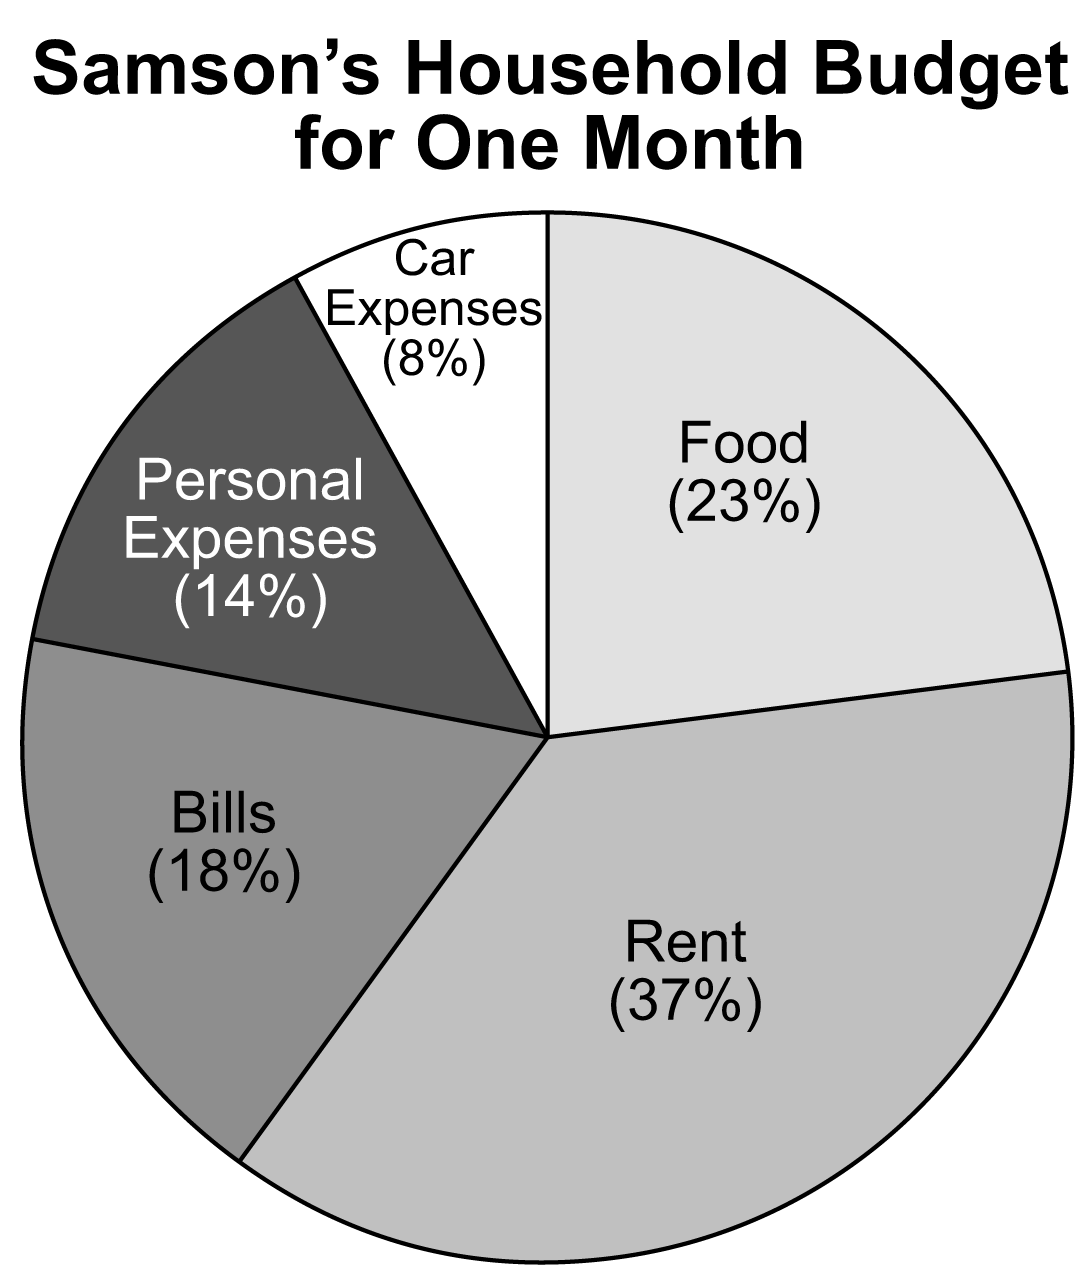 Samson’s Household Budget
for One Month
Car
Expenses
(8%)
Food
(23%)
Personal
Expenses
(14%)
Bills
(18%)
Rent
(37%)